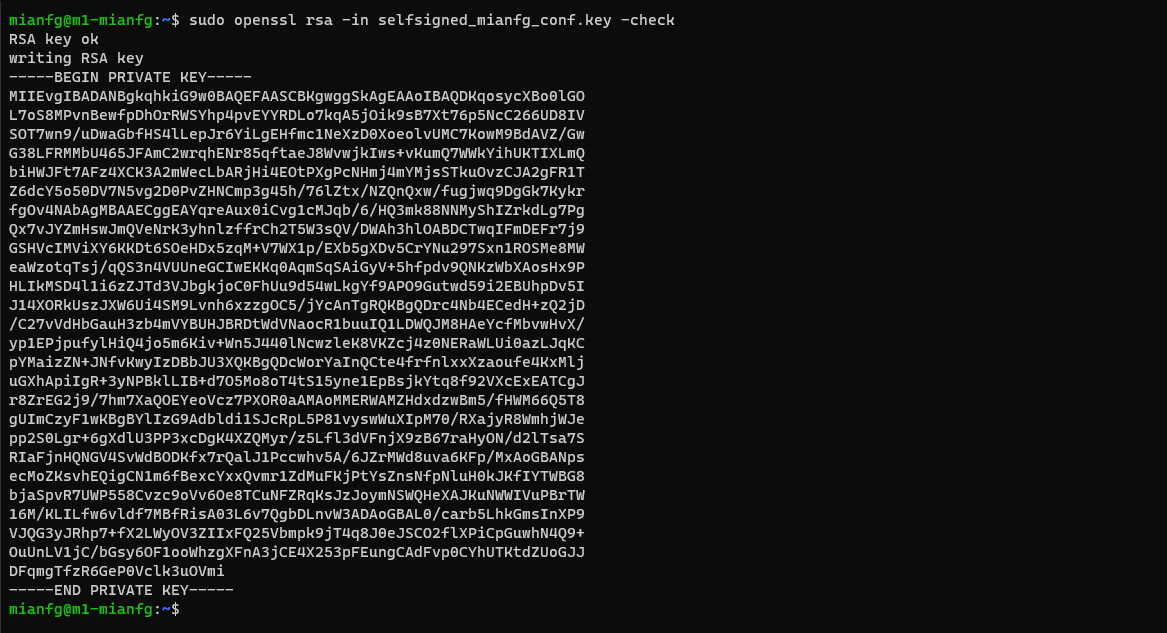 mianfg@m1-mianfg:~$ sudo openssl rsa -in selfsigned_mianfg_conf.key -check
RSA key ok
writing RSA key
-----BEGIN PRIVATE KEY-----
MIIEvgIBADANBgkqhkiG9w0BAQEFAASCBKgwggSkAgEAAoIBAQDKqosycXBo0lGO
L7oS8MPvnBewfpDhOrRWSYhp4pvEYYRDLo7kqA5jOik9sB7Xt76p5NcC266UD8IV
SOT7wn9/uDwaGbfHS4lLepJr6YiLgEHfmc1NeXzD0XoeolvUMC7KowM9BdAVZ/Gw
G38LFRMMbU465JFAmC2wrqhENr85qftaeJ8WvwjkIws+vKumQ7WWkYihUKTIXLmQ
biHWJFt7AFz4XCK3A2mWecLbARjHi4EOtPXgPcNHmj4mYMjsSTkuOvzCJA2gFR1T
Z6dcY5o50DV7N5vg2D0PvZHNCmp3g45h/76lZtx/NZQnQxw/fugjwq9DgGk7Kykr
fgOv4NAbAgMBAAECggEAYqreAux0iCvg1cMJqb/6/HQ3mk88NNMyShIZrkdLg7Pg
Qx7vJYZmHswJmQVeNrK3yhnlzffrCh2T5W3sQV/DWAh3hlOABDCTwqIFmDEFr7j9
GSHVcIMViXY6KKDt6SOeHDx5zqM+V7WX1p/EXb5gXDv5CrYNu297Sxn1ROSMe8MW
eaWzotqTsj/qQS3n4VUUneGCIwEKKq0AqmSqSAiGyV+5hfpdv9QNKzWbXAosHx9P
HLIkMSD4l1i6zZJTd3VJbgkjoC0FhUu9d54wLkgYf9APO9Gutwd59i2EBUhpDv5I
J14XORkUszJXW6Ui4SM9Lvnh6xzzgOC5/jYcAnTgRQKBgQDrc4Nb4ECedH+zQ2jD
/C27vVdHbGauH3zb4mVYBUHJBRDtWdVNaocR1buuIQ1LDWQJM8HAeYcfMbvwHvX/
yp1EPjpufylHiQ4jo5m6Kiv+Wn5J440lNcwzleK8VKZcj4z0NERaWLUi0azLJqKC
pYMaizZN+JNfvKwyIzDBbJU3XQKBgQDcWorYaInQCte4frfnlxxXzaoufe4KxMlj
uGXhApiIgR+3yNPBklLIB+d7O5Mo8oT4tS15yne1EpBsjkYtq8f92VXcExEATCgJ
r8ZrEG2j9/7hm7XaQOEYeoVcz7PXOR0aAMAoMMERWAMZHdxdzwBm5/fHWM66Q5T8
gUImCzyF1wKBgBYlIzG9Adbldi1SJcRpL5P81vyswWuXIpM70/RXajyR8WmhjWJe
pp2S0Lgr+6gXdlU3PP3xcDgK4XZQMyr/z5Lfl3dVFnjX9zB67raHyON/d2lTsa7S
RIaFjnHQNGV4SvWdBODKfx7rQalJ1Pccwhv5A/6JZrMWd8uva6KFp/MxAoGBANps
ecMoZKsvhEQigCN1m6fBexcYxxQvmr1ZdMuFKjPtYsZnsNfpNluH0kJKfIYTWBG8
bjaSpvR7UWP558Cvzc9oVv6Oe8TCuNFZRqKsJzJoymNSWQHeXAJKuNWWIVuPBrTW
16M/KLILfw6vldf7MBfRisA03L6v7QgbDLnvW3ADAoGBAL0/carb5LhkGmsInXP9
VJQG3yJRhp7+fX2LWyOV3ZIIxFQ25Vbmpk9jT4q8J0eJSCO2flXPiCpGuwhN4Q9+
OuUnLV1jC/bGsy6OF1ooWhzgXFnA3jCE4X253pFEungCAdFvp0CYhUTKtdZUoGJJ
DFqmgTfzR6GeP0Vclk3uOVmi
-----END PRIVATE KEY-----
mianfg@m1-mianfg:~$